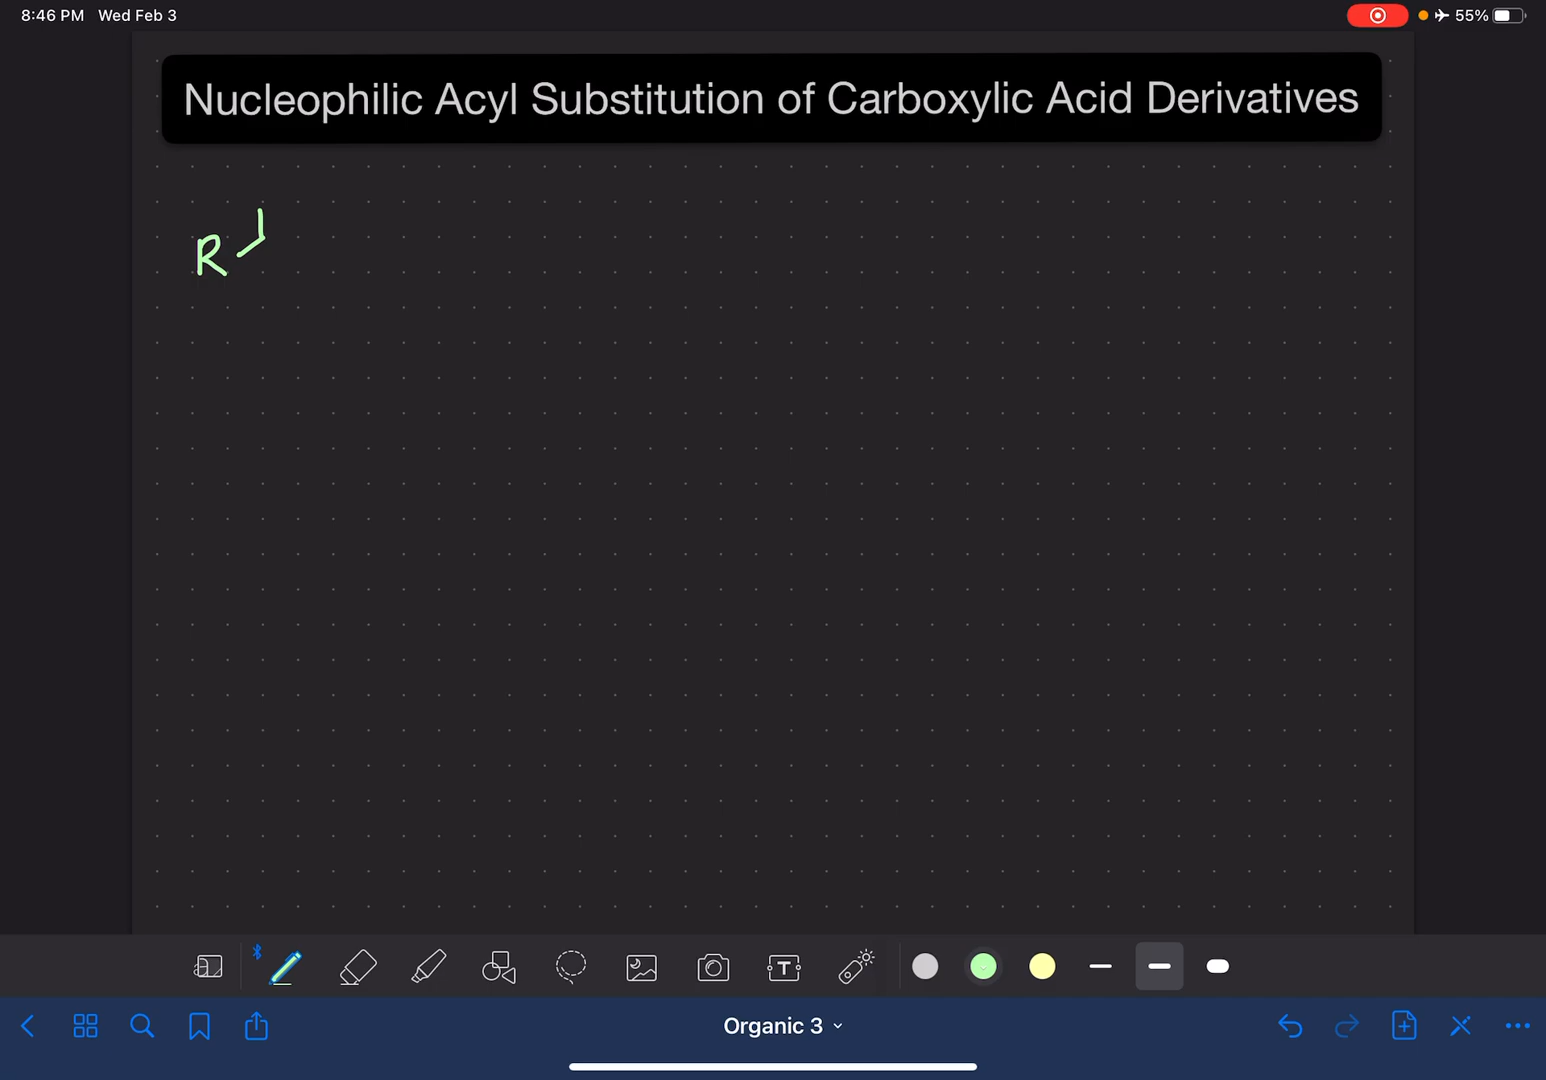 8:46 PM Wed Feb 3
55%
Nucleophilic Acyl Substitution of Carboxylic Acid Derivatives
R
T
Organic 3